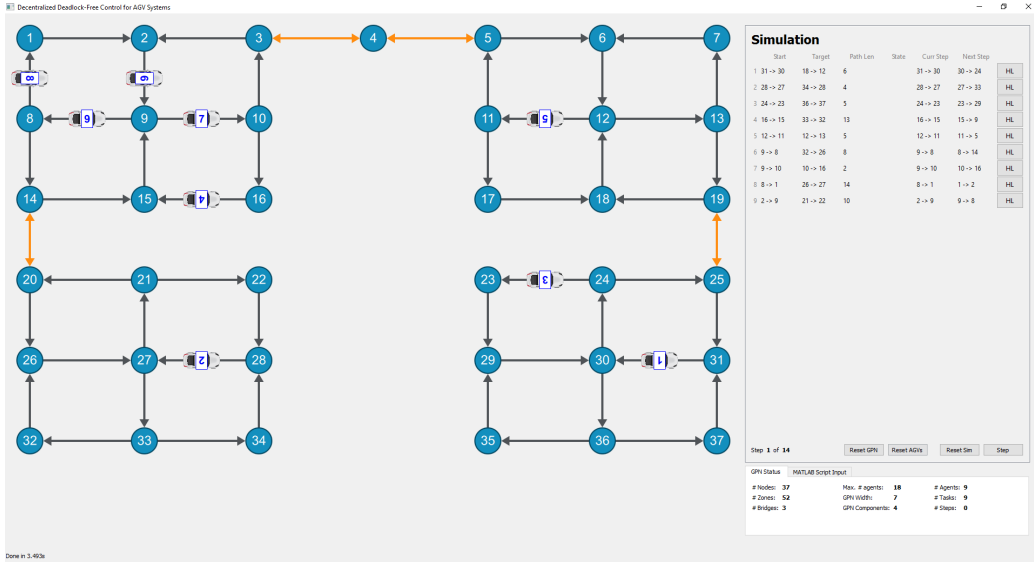 Decentralized Deadlock-Free Control for AGV Systems
1 2 3 4 5 6 7
8 6
8 9 7 9 10 11 5 12 13
14 15 4 16 17 18 19
20 21 22 23 3 24 25
26 27 2 28 29 30 1 31
32 33 34 35 36 37
Simulation
Start Target Path Len State Curr Step Next Step
1 31 -> 30 18 -> 12 6 31 -> 30 30 -> 24 HL
2 28 -> 27 34 -> 28 4 28 -> 27 27 -> 33 HL
3 24 -> 23 36 -> 37 5 24 -> 23 23 -> 29 HL
4 16 -> 15 33 -> 32 13 16 -> 15 15 -> 9 HL
5 12 -> 11 12 -> 13 5 12 -> 11 11 -> 5 HL
6 9 -> 8 32 -> 26 8 9 -> 8 8 -> 14 HL
7 9 -> 10 10 -> 16 2 9 -> 10 10 -> 16 HL
8 8 -> 1 26 -> 27 14 8 -> 1 1 -> 2 HL
9 2 -> 9 21 -> 22 10 2 -> 9 9 -> 8 HL
Step 1 of 14 Reset GPN Reset AGVs Reset Sim Step
GPN Status MATLAB Script Input
# Nodes: 37 Max. # agents: 18 # Agents: 9
# Zones: 52 GPN Width: 7 # Tasks: 9
# Bridges: 3 GPN Components: 4 # Steps: 0
Done in 3.493s